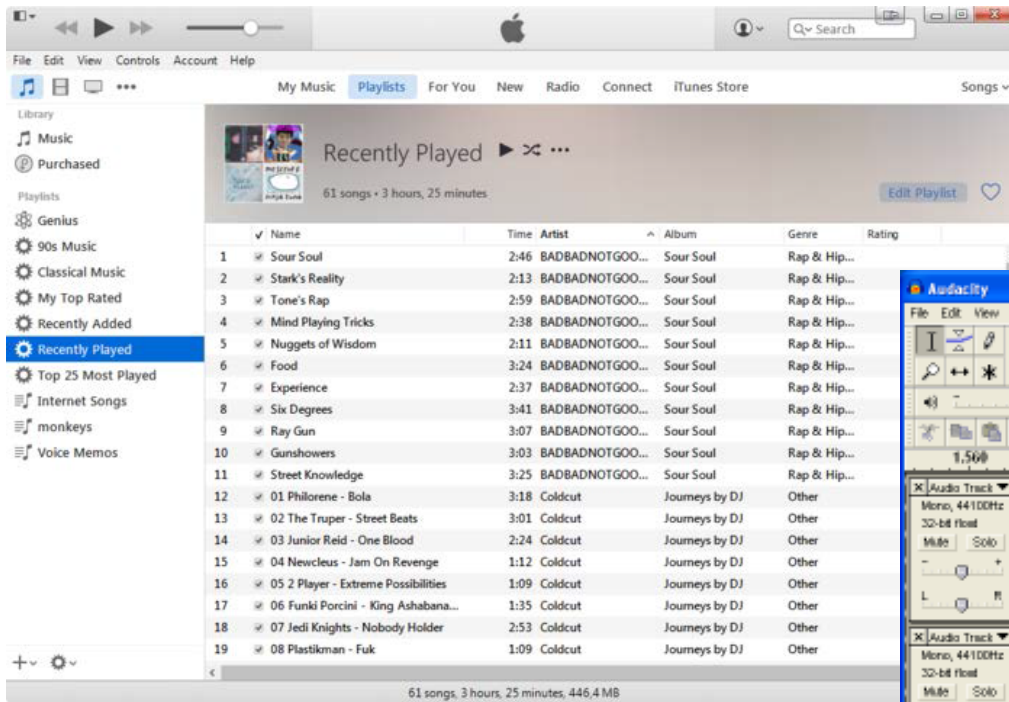 Search
File Edit View Controls Account Help
My Music Playlists For You New Radio Connect iTunes Store Songs
Library
Music
Purchased
Playlists
Genius
90s Music
Classical Music
My Top Rated
Recently Added
Recently Played
Top 25 Most Played
Internet Songs
monkeys
Voice Memos
Recently Played
61 songs • 3 hours, 25 minutes
Edit Playlist
Name Time Artist Album Genre Rating
1 Sour Soul 2:46 BADBADNOTGOO... Sour Soul Rap & Hip...
2 Stark's Reality 2:13 BADBADNOTGOO... Sour Soul Rap & Hip...
3 Tone's Rap 2:59 BADBADNOTGOO... Sour Soul Rap & Hip...
4 Mind Playing Tricks 2:38 BADBADNOTGOO... Sour Soul Rap & Hip...
5 Nuggets of Wisdom 2:11 BADBADNOTGOO... Sour Soul Rap & Hip...
6 Food 3:24 BADBADNOTGOO... Sour Soul Rap & Hip...
7 Experience 2:37 BADBADNOTGOO... Sour Soul Rap & Hip...
8 Six Degrees 3:41 BADBADNOTGOO... Sour Soul Rap & Hip...
9 Ray Gun 3:07 BADBADNOTGOO... Sour Soul Rap & Hip...
10 Gunshowers 3:03 BADBADNOTGOO... Sour Soul Rap & Hip...
11 Street Knowledge 3:25 BADBADNOTGOO... Sour Soul Rap & Hip...
12 01 Philorene - Bola 3:18 Coldcut Journeys by DJ Other
13 02 The Truper - Street Beats 3:01 Coldcut Journeys by DJ Other
14 03 Junior Reid - One Blood 2:24 Coldcut Journeys by DJ Other
15 04 Newcleus - Jam On Revenge 1:12 Coldcut Journeys by DJ Other
16 05 2 Player - Extreme Possibilities 1:09 Coldcut Journeys by DJ Other
17 06 Funki Porcini - King Ashabana... 1:35 Coldcut Journeys by DJ Other
18 07 Jedi Knights - Nobody Holder 2:53 Coldcut Journeys by DJ Other
19 08 Plastikman - Fuk 1:09 Coldcut Journeys by DJ Other
61 songs, 3 hours, 25 minutes, 446,4 MB
Audacity
File Edit View
1,560
Audio Track
Mono, 44100Hz
32-bit float
Mute Solo
- +
L R
Audio Track
Mono, 44100Hz
32-bit float
Mute Solo